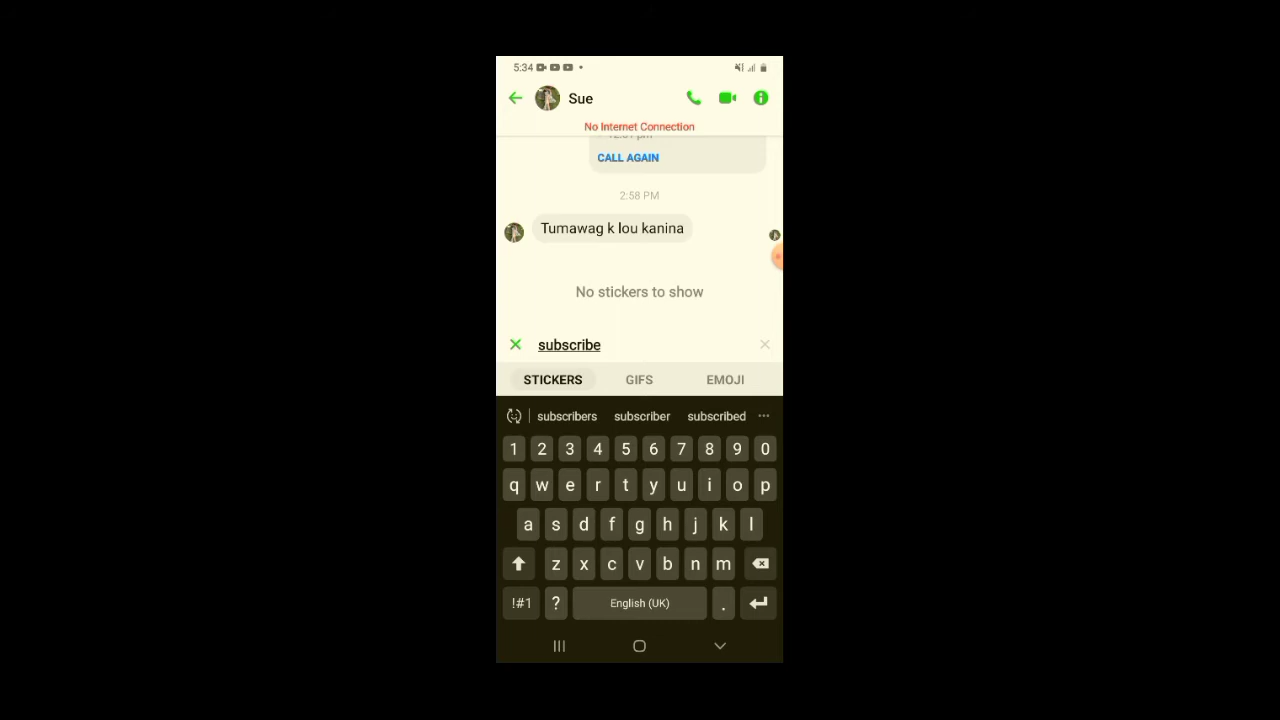 5:34
Sue
No Internet Connection
CALL AGAIN
2:58 PM
Tumawag k lou kanina
No stickers to show
subscribe
STICKERS GIFS EMOJI
subscribers subscriber subscribed ...
1 2 3 4 5 6 7 8 9 0
q w e r t y u i o p
a s d f g h j k l
z x c v b n m
!#1 ? English (UK) .